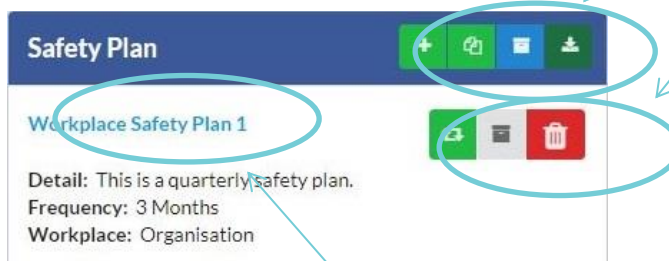 Safety Plan
Workplace Safety Plan 1
Detail: This is a quarterly safety plan.
Frequency: 3 Months
Workplace: Organisation